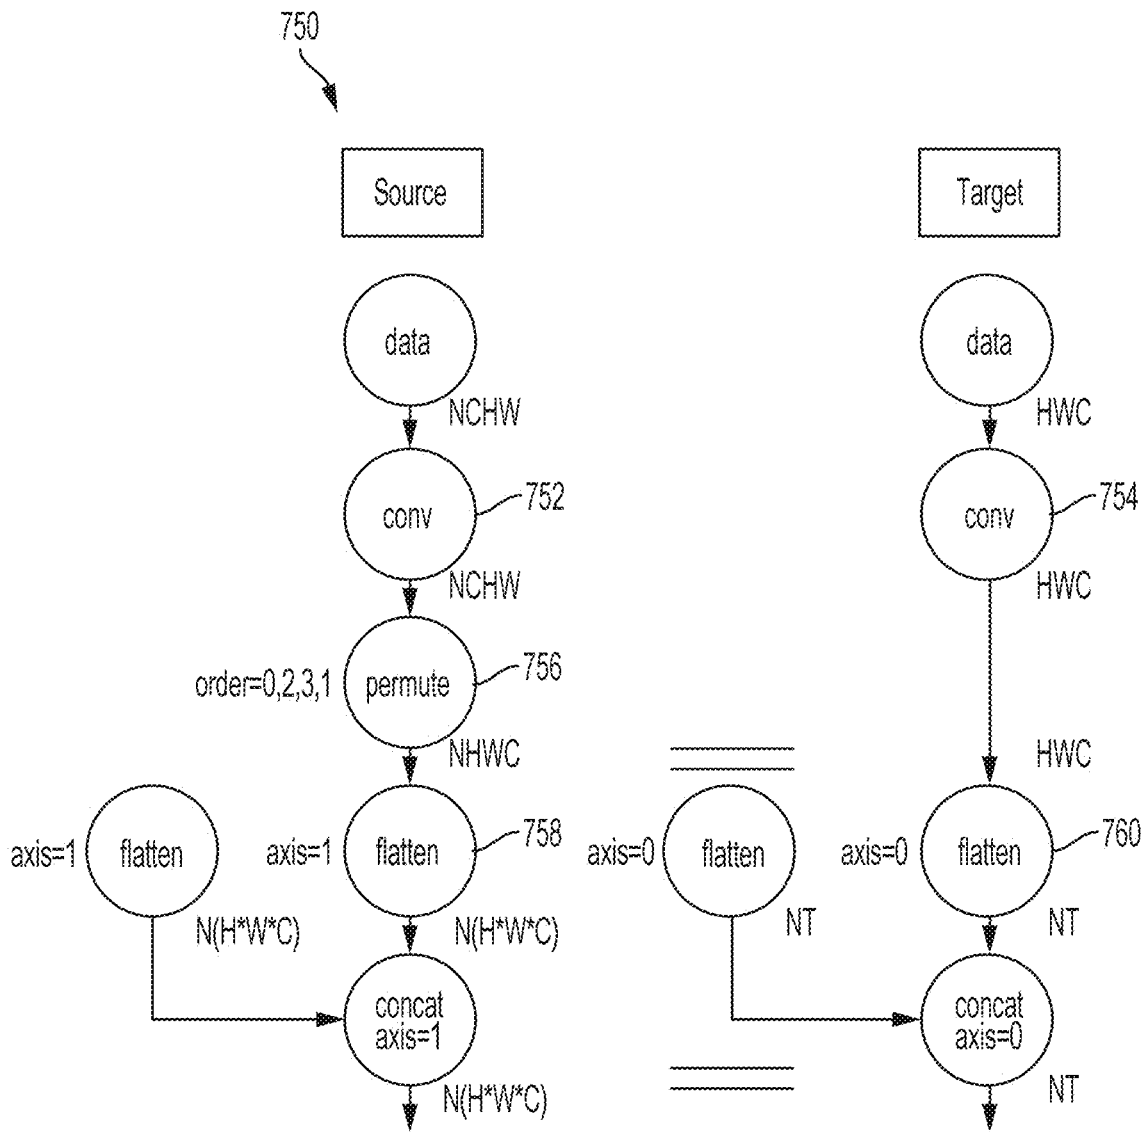 750
Source
Target
data
data
NCHW
HWC
conv
752
conv
754
NCHW
HWC
order=0,2,3,1
permute
756
NHWC
HWC
axis=1
flatten
axis=1
flatten
758
axis=0
flatten
axis=0
flatten
760
N(H*W*C)
N(H*W*C)
NT
NT
concat
axis=1
concat
axis=0
N(H*W*C)
NT